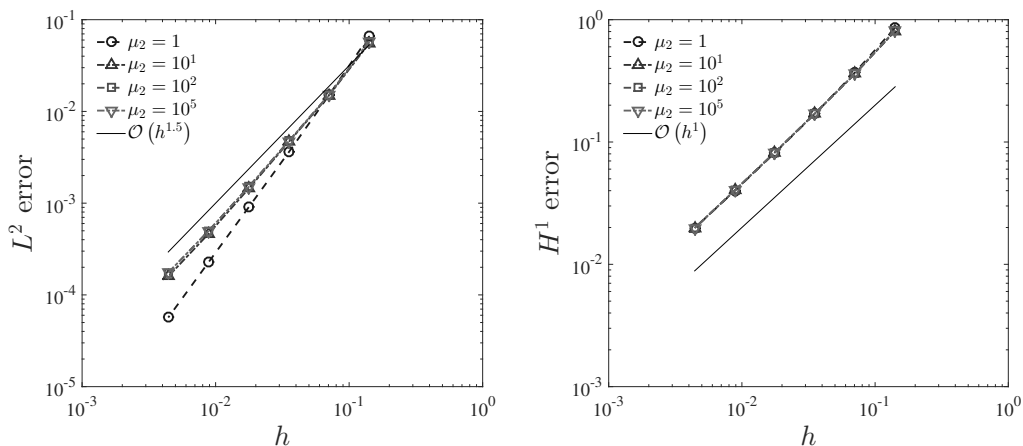 10^{-1}
10^{-2}
10^{-3}
10^{-4}
10^{-5}
L^2 error
μ_2 = 1
μ_2 = 10^1
μ_2 = 10^2
μ_2 = 10^5
O(h^{1.5})
10^{-3}
10^{-2}
10^{-1}
10^0
h
10^0
10^{-1}
10^{-2}
10^{-3}
H^1 error
μ_2 = 1
μ_2 = 10^1
μ_2 = 10^2
μ_2 = 10^5
O(h^1)
10^{-3}
10^{-2}
10^{-1}
10^0
h